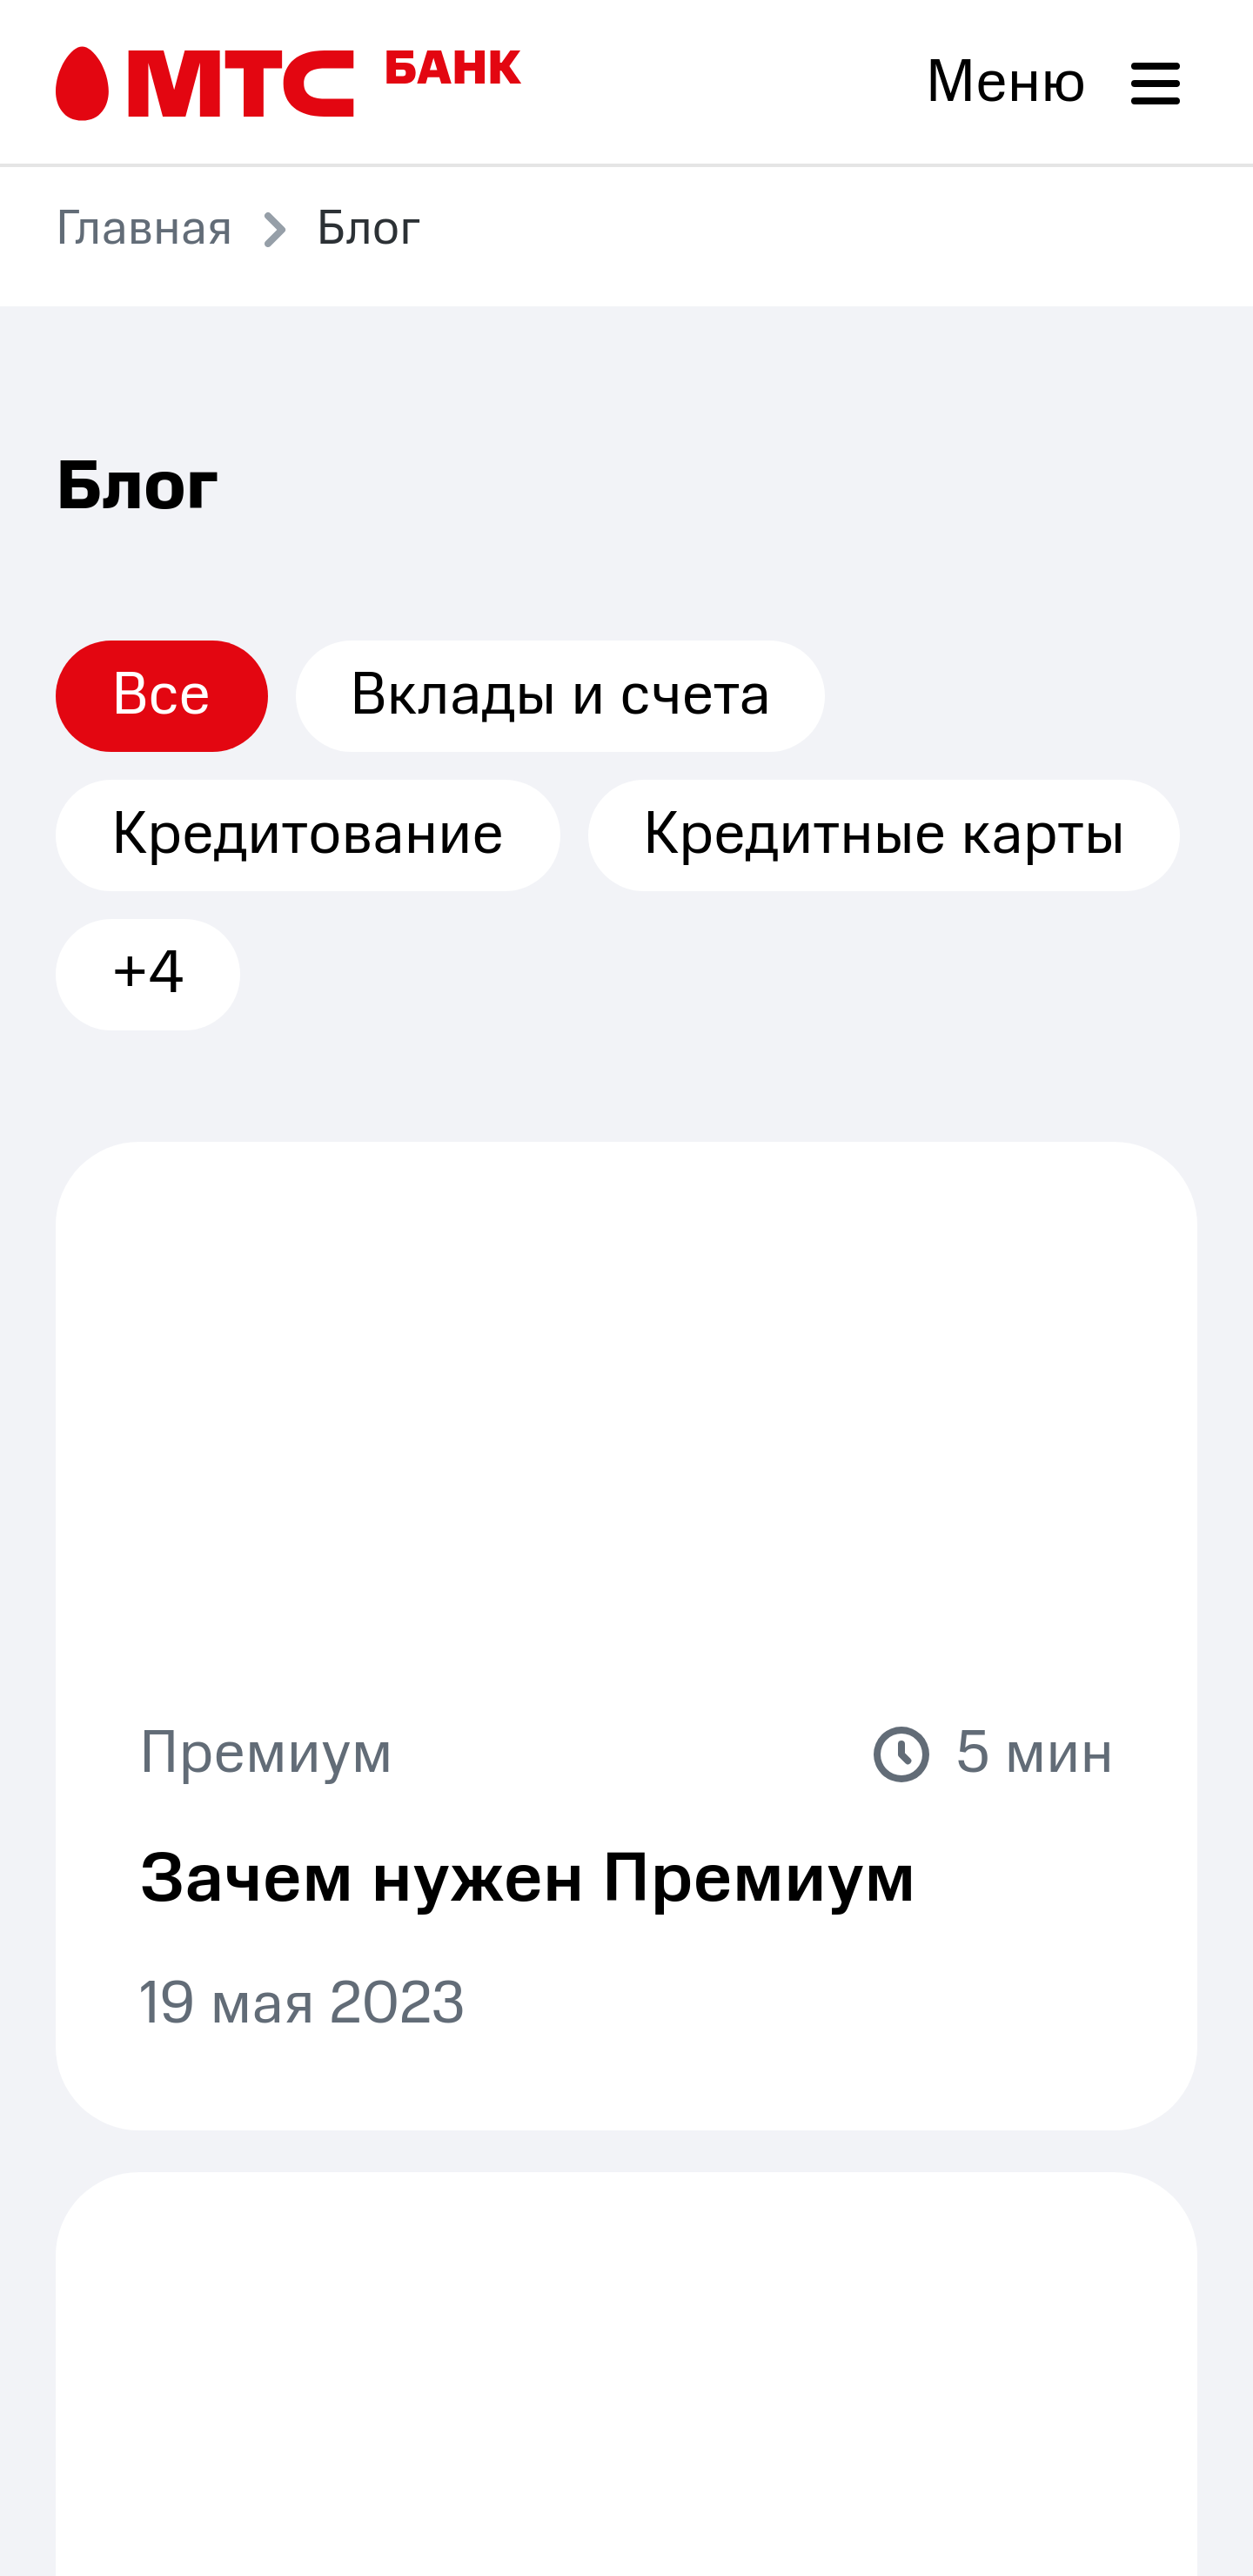 МТС БАНК Меню
Главная Блог
Блог
Все Вклады и счета
Кредитование Кредитные карты
+4
Премиум 5 мин
Зачем нужен Премиум
19 мая 2023